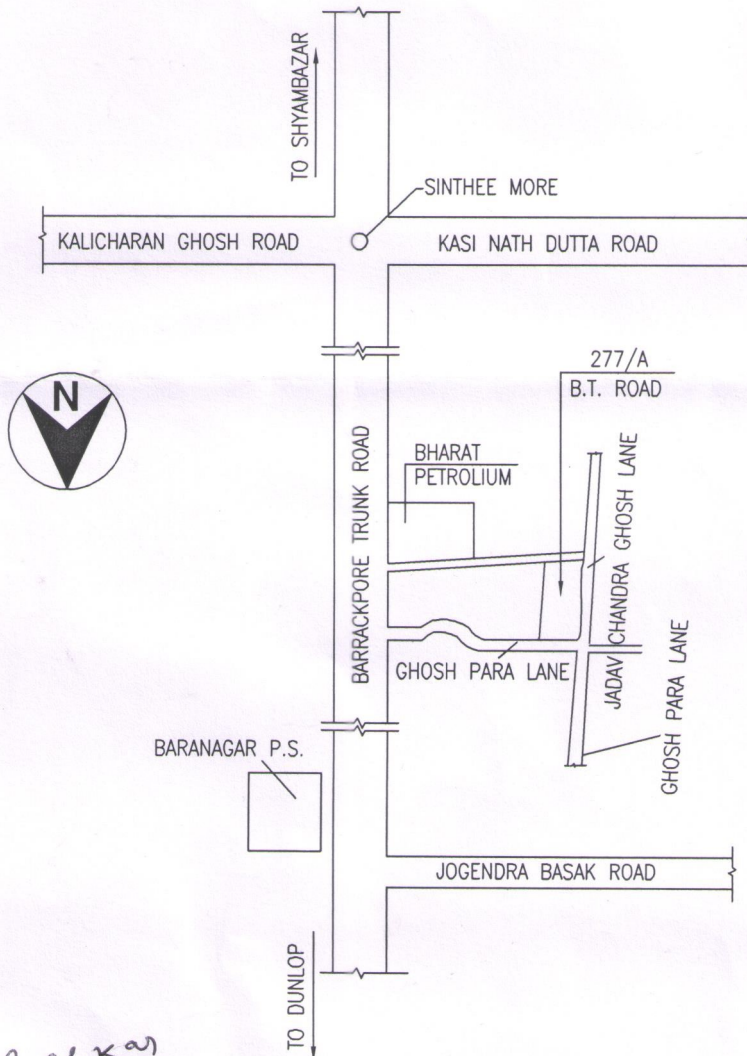 TO SHYAMBAZAR
SINTHEE MORE
KALICHARAN GHOSH ROAD
KASI NATH DUTTA ROAD
277/A
B.T. ROAD
N
BHARAT
PETROLIUM
BARRACKPORE TRUNK ROAD
JADAV CHANDRA GHOSH LANE
GHOSH PARA LANE
GHOSH PARA LANE
BARANAGAR P.S.
JOGENDRA BASAK ROAD
TO DUNLOP